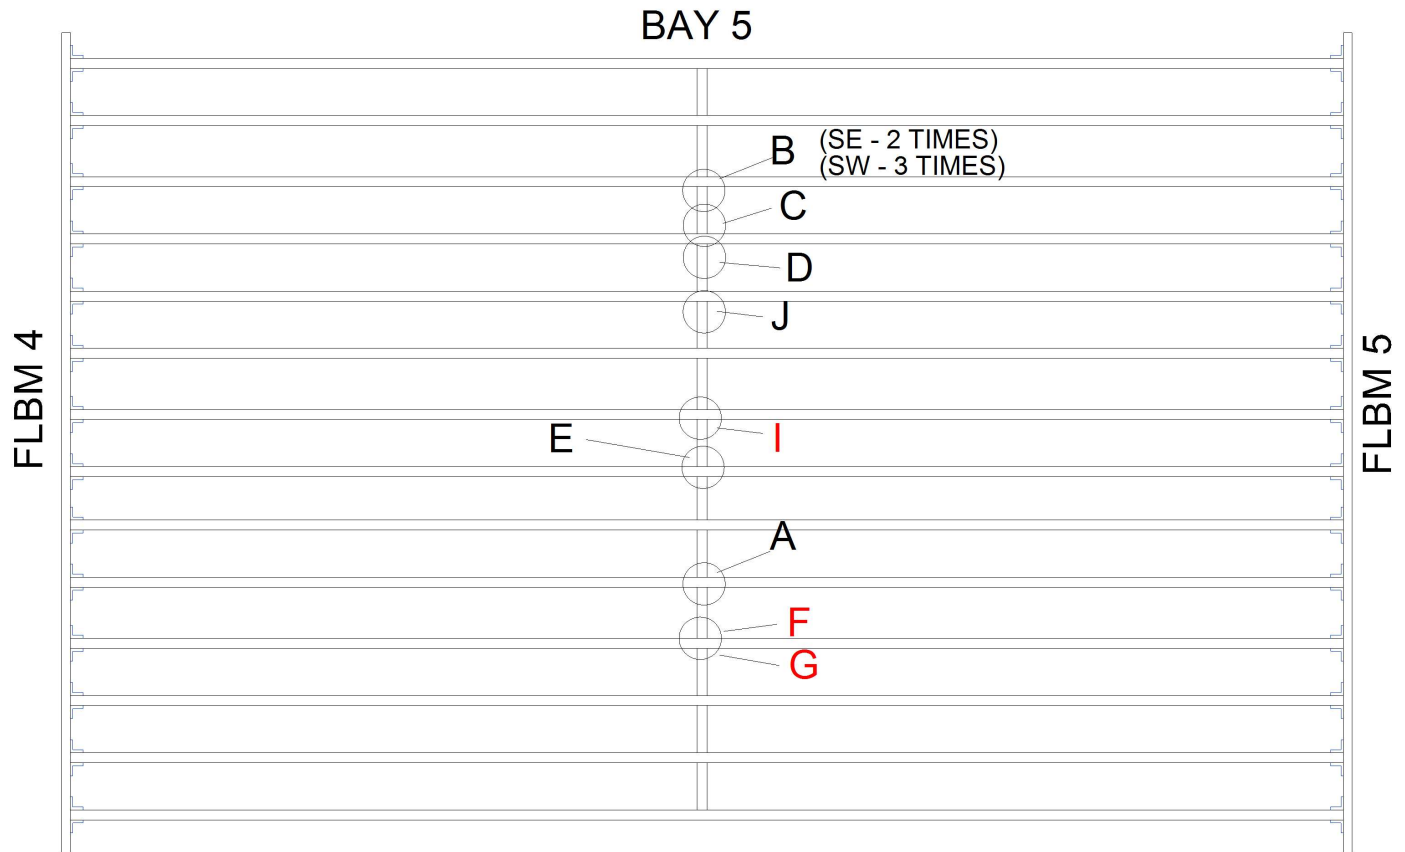 BAY 5
B (SE - 2 TIMES)
(SW - 3 TIMES)
C
D
J
FLBM 4
FLBM 5
I
E
A
F
G